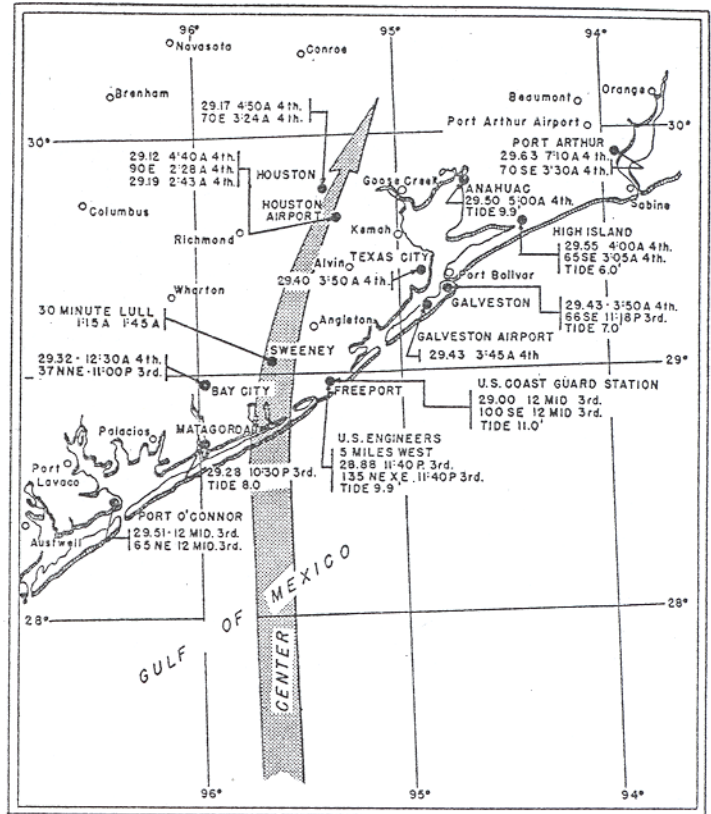 96°
95°
94°
Navasota
Conroe
Brenham
29.17 4:50A 4th.
70E 3:24A 4th.
Beaumont
Orange
Port Arthur Airport
30°
30°
PORT ARTHUR
29.63 7:10A 4th.
70SE 3:30A 4th.
29.12 4:40A 4th.
90E 2:28A 4th.
29.19 2:43A 4th.
HOUSTON
HOUSTON
AIRPORT
Goose Creek
ANAHUAC
29.50 5:00A 4th.
TIDE 9.9'
Sabine
Columbus
Richmond
Kemah
HIGH ISLAND
29.55 4:00A 4th.
65SE 3:05A 4th.
TIDE 6.0'
Alvin
TEXAS CITY
29.40 3:50A 4th.
Port Bolivar
Wharton
30 MINUTE LULL
1:15A 1:45A
Angleton
GALVESTON
29.43-3:50A 4th.
66SE 11:18P 3rd.
TIDE 7.0'
GALVESTON AIRPORT
29.43 3:45A 4th
SWEENEY
29.32-12:30A 4th.
37NNE-11:00P 3rd.
29°
BAY CITY
FREEPORT
U.S. COAST GUARD STATION
29.00 12 MID 3rd.
100 SE 12 MID 3rd.
TIDE 11.0'
Palacios
MATAGORDA
29.28 10:30P 3rd.
TIDE 8.0
U.S. ENGINEERS
5 MILES WEST
28.88 11:40P. 3rd.
135 NE X E. 11:40P 3rd.
TIDE 9.9'
Port
Lavaca
Austwell
PORT O'CONNOR
29.51-12 MID. 3rd.
65 NE 12 MID. 3rd.
28°
28°
GULF OF MEXICO
CENTER
96°
95°
94°